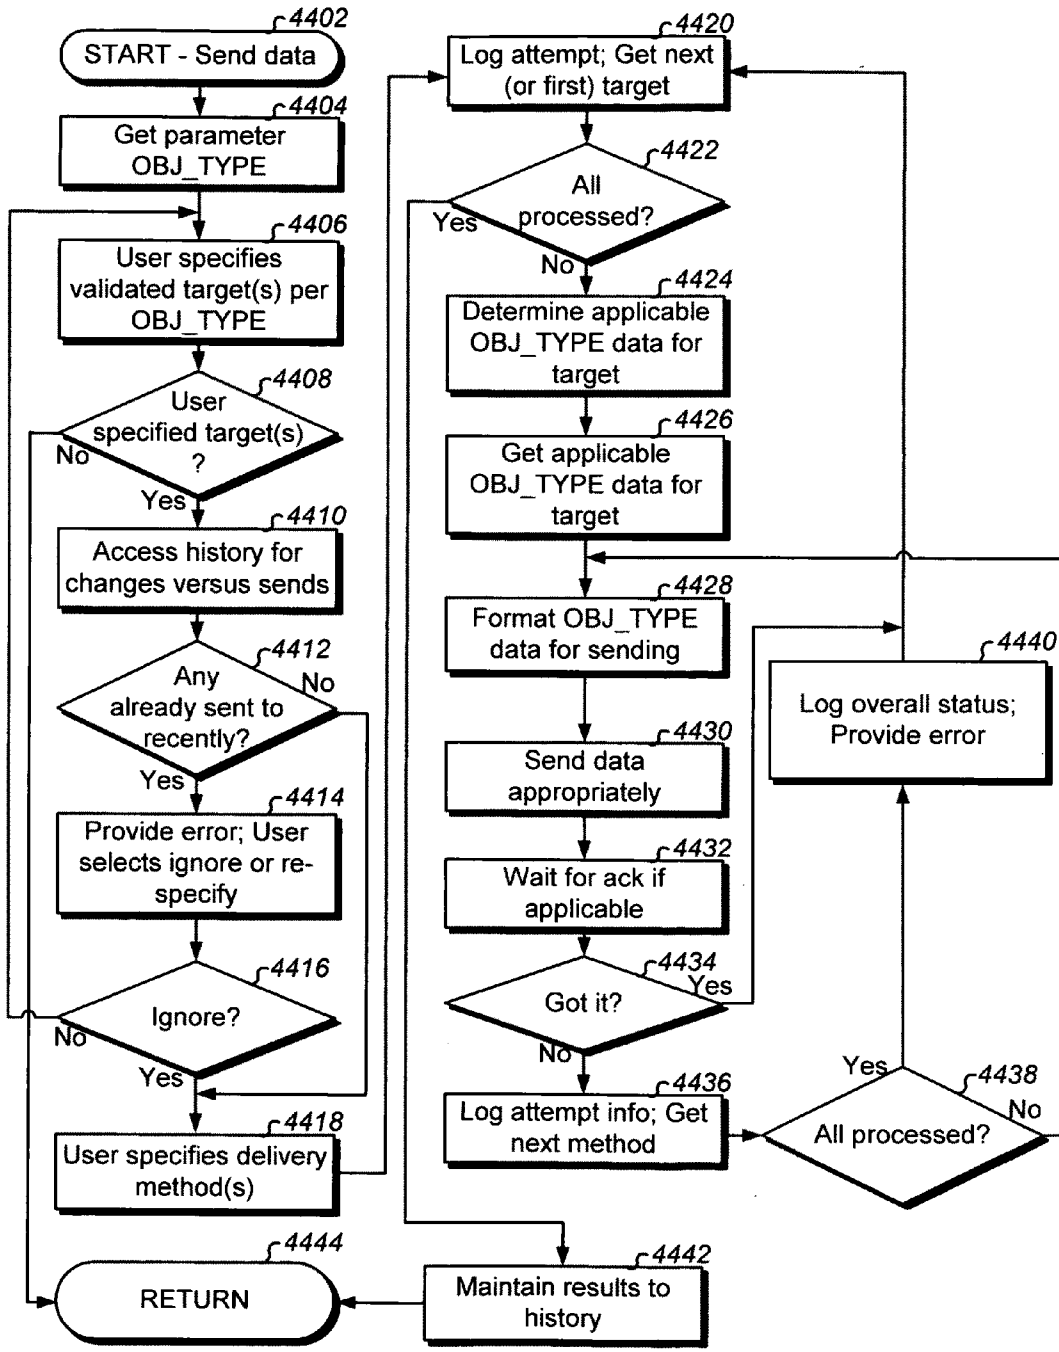 4402
START - Send data
4404
Get parameter
OBJ_TYPE
4406
User specifies
validated target(s) per
OBJ_TYPE
4408
User
specified target(s)
?
No
Yes
4410
Access history for
changes versus sends
4412
Any
already sent to
recently?
No
Yes
4414
Provide error; User
selects ignore or re-
specify
4416
Ignore?
No
Yes
4418
User specifies delivery
method(s)
4444
RETURN
4420
Log attempt; Get next
(or first) target
4422
All
processed?
Yes
No
4424
Determine applicable
OBJ_TYPE data for
target
4426
Get applicable
OBJ_TYPE data for
target
4428
Format OBJ_TYPE
data for sending
4430
Send data
appropriately
4432
Wait for ack if
applicable
4434
Got it?
Yes
No
4436
Log attempt info; Get
next method
4438
All processed?
Yes
No
4440
Log overall status;
Provide error
4442
Maintain results to
history